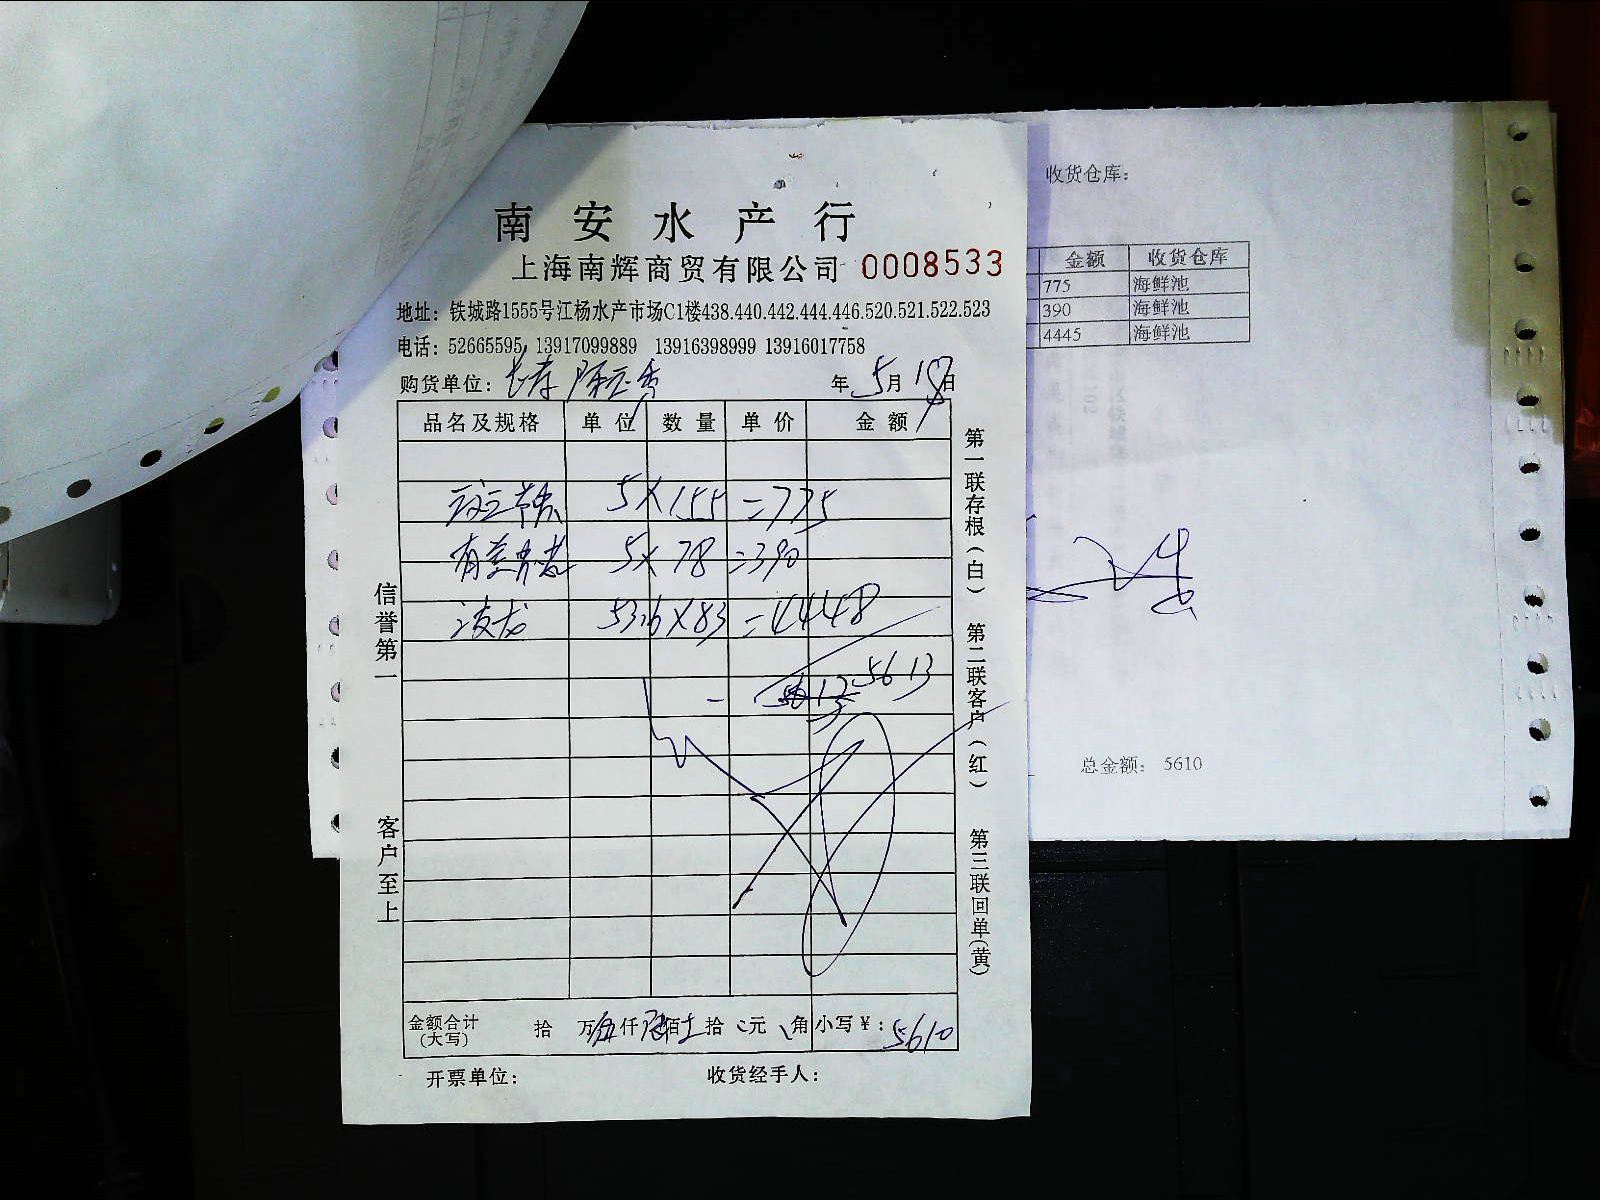 南安水产行
上海南辉商贸有限公司 0008533
地址：铁城路1555号江杨水产市场C1楼438.440.442.444.446.520.521.522.523
电话：52665595 13917099889 13916398999 13916017758
购货单位： 年5月18日
品名及规格 单位 数量 单价 金额
5×155=775
5×78=390
53.6×83=4448
5613
金额合计(大写) 拾 万伍仟陆佰 拾 元 角 小写¥：5610
开票单位： 收货经手人：
信誉第一
客户至上
第一联存根(白) 第二联客户(红) 第三联回单(黄)
收货仓库：
金额 收货仓库
775 海鲜池
390 海鲜池
4445 海鲜池
总金额： 5610